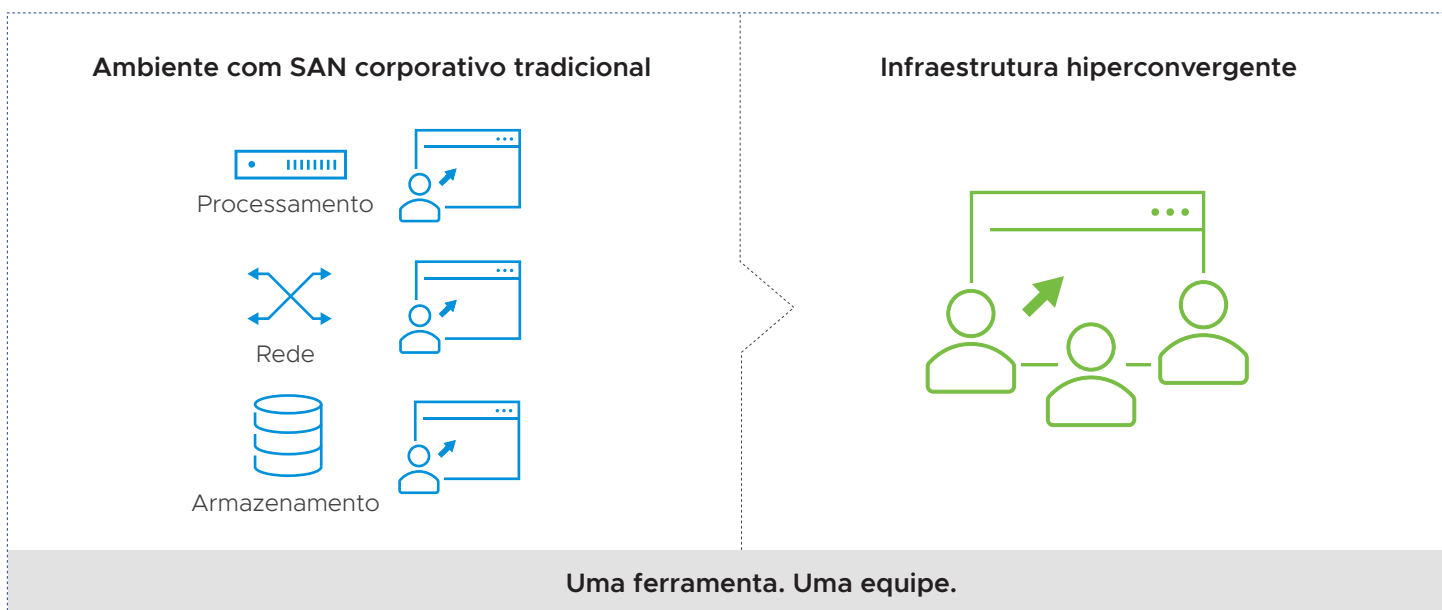 Ambiente com SAN corporativo tradicional
Processamento
Rede
Armazenamento
Infraestrutura hiperconvergente
Uma ferramenta. Uma equipe.